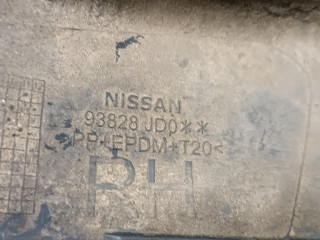 NISSAN
93828 JD0**
>PP+EPDM+T20<
RH